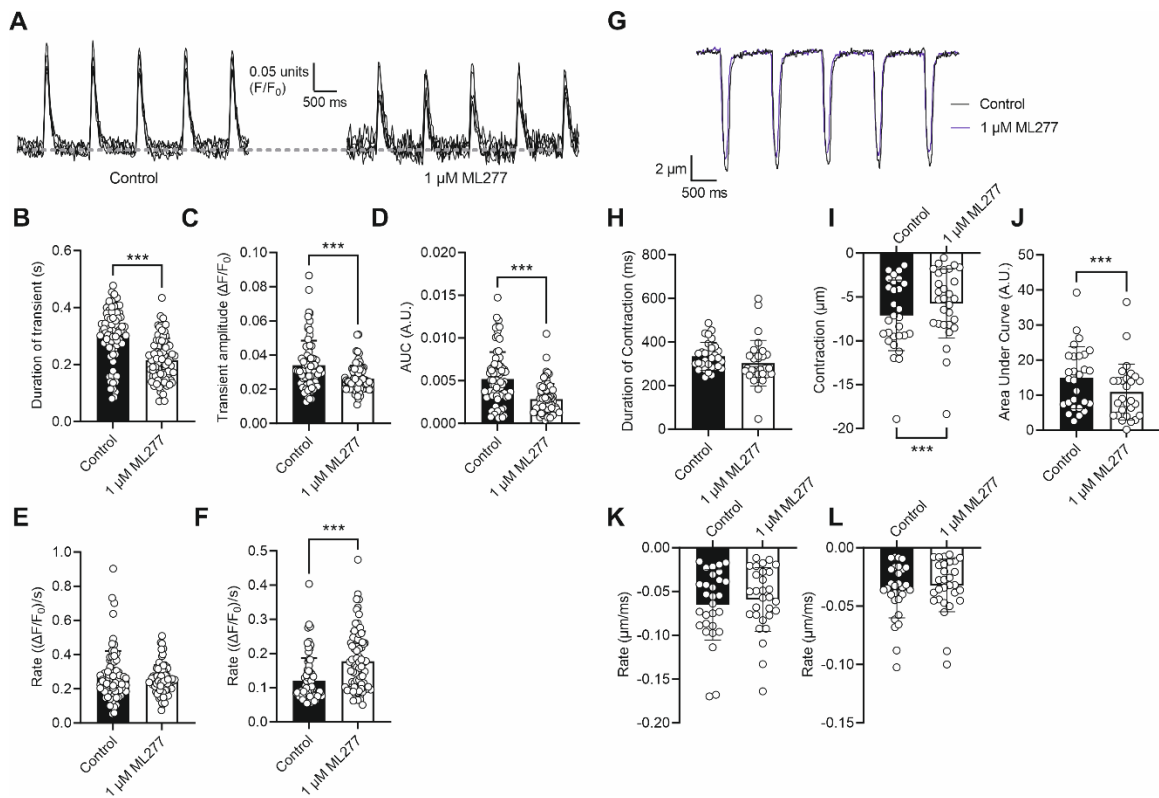 A
0.05 units
(F/F₀)
500 ms
Control
1 µM ML277
G
Control
1 µM ML277
2 µm
500 ms
B
Duration of transient (s)
0.6
0.4
0.2
0.0
***
Control
1 µM ML277
C
Transient amplitude (ΔF/F₀)
0.10
0.08
0.06
0.04
0.02
0.00
***
Control
1 µM ML277
D
AUC (A.U.)
0.020
0.015
0.010
0.005
0.000
***
Control
1 µM ML277
H
Duration of Contraction (ms)
800
600
400
200
0
Control
1 µM ML277
I
Contraction (µm)
0
-5
-10
-15
-20
Control
1 µM ML277
***
J
Area Under Curve (A.U.)
50
40
30
20
10
0
***
Control
1 µM ML277
E
Rate ((ΔF/F₀)/s)
1.0
0.8
0.6
0.4
0.2
0.0
Control
1 µM ML277
F
Rate ((ΔF/F₀)/s)
0.5
0.4
0.3
0.2
0.1
0.0
***
Control
1 µM ML277
K
Rate (µm/ms)
0.00
-0.05
-0.10
-0.15
-0.20
Control
1 µM ML277
L
Rate (µm/ms)
0.00
-0.05
-0.10
-0.15
Control
1 µM ML277